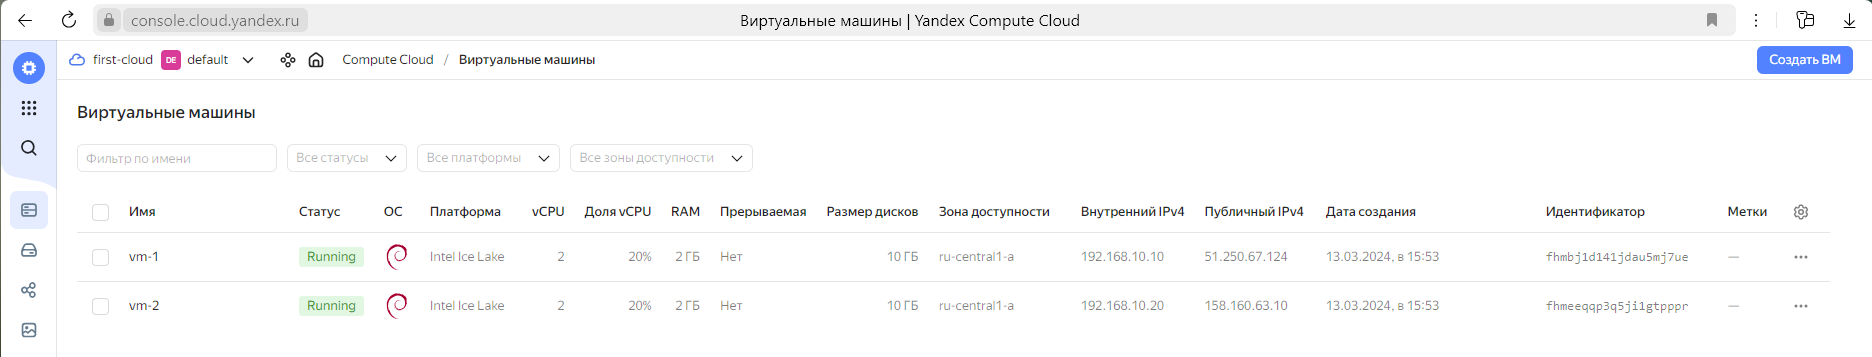 console.cloud.yandex.ru Виртуальные машины | Yandex Compute Cloud
first-cloud DE default Compute Cloud / Виртуальные машины Создать ВМ
Виртуальные машины
Фильтр по имени Все статусы Все платформы Все зоны доступности
Имя Статус ОС Платформа vCPU Доля vCPU RAM Прерываемая Размер дисков Зона доступности Внутренний IPv4 Публичный IPv4 Дата создания Идентификатор Метки
vm-1 Running Intel Ice Lake 2 20% 2 ГБ Нет 10 ГБ ru-central1-a 192.168.10.10 51.250.67.124 13.03.2024, в 15:53 fhmbj1d141jdau5mj7ue —
vm-2 Running Intel Ice Lake 2 20% 2 ГБ Нет 10 ГБ ru-central1-a 192.168.10.20 158.160.63.10 13.03.2024, в 15:53 fhmeeqqp3q5ji1gtpppr —